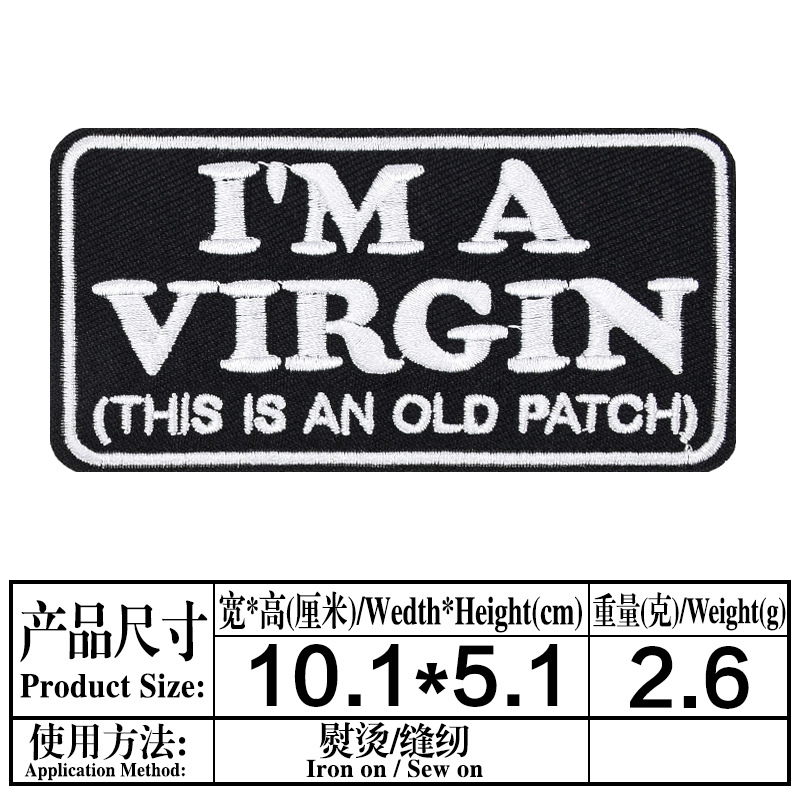 I'M A
VIRGIN
(THIS IS AN OLD PATCH)
产品尺寸
Product Size:
宽*高(厘米)/Wedth*Height(cm)
重量(克)/Weight(g)
10.1*5.1
2.6
使用方法:
Application Method:
熨烫/缝纫
Iron on / Sew on